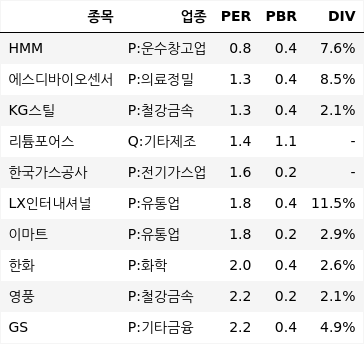 종목 업종 PER PBR DIV
HMM P:운수창고업 0.8 0.4 7.6%
에스디바이오센서 P:의료정밀 1.3 0.4 8.5%
KG스틸 P:철강금속 1.3 0.4 2.1%
리튬포어스 Q:기타제조 1.4 1.1 -
한국가스공사 P:전기가스업 1.6 0.2 -
LX인터내셔널 P:유통업 1.8 0.4 11.5%
이마트 P:유통업 1.8 0.2 2.9%
한화 P:화학 2.0 0.4 2.6%
영풍 P:철강금속 2.2 0.2 2.1%
GS P:기타금융 2.2 0.4 4.9%